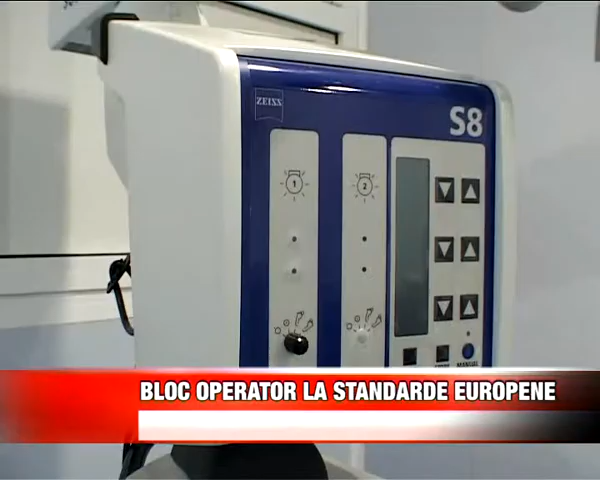 ZEISS
S8
1
2
MANUAL
BLOC OPERATOR LA STANDARDE EUROPENE